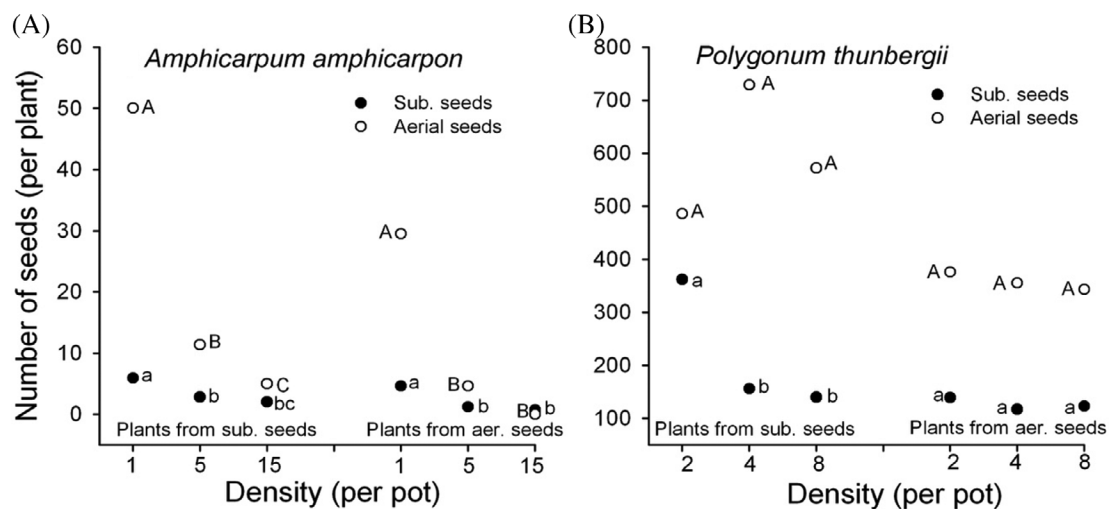 (A)
Amphicarpum amphicarpon
Sub. seeds
Aerial seeds
Number of seeds (per plant)
60
50
40
30
20
10
0
A
B
C
a
b
bc
A
B
B
a
b
b
Plants from sub. seeds
Plants from aer. seeds
1
5
15
1
5
15
Density (per pot)
(B)
Polygonum thunbergii
Sub. seeds
Aerial seeds
800
700
600
500
400
300
200
100
A
A
A
a
b
b
A
A
A
a
a
a
Plants from sub. seeds
Plants from aer. seeds
2
4
8
2
4
8
Density (per pot)